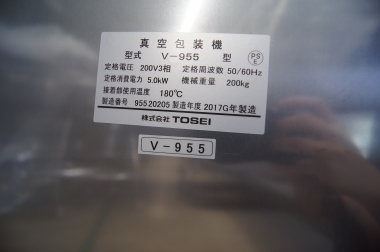 真空包装機
型式 V-955 型
PS E
定格電圧 200V3相 定格周波数 50/60Hz
定格消費電力 5.0kW 機械重量 200kg
接着部使用温度 180℃
製造番号 95520205 製造年度 2017G年製造
株式会社 TOSEI
V-955